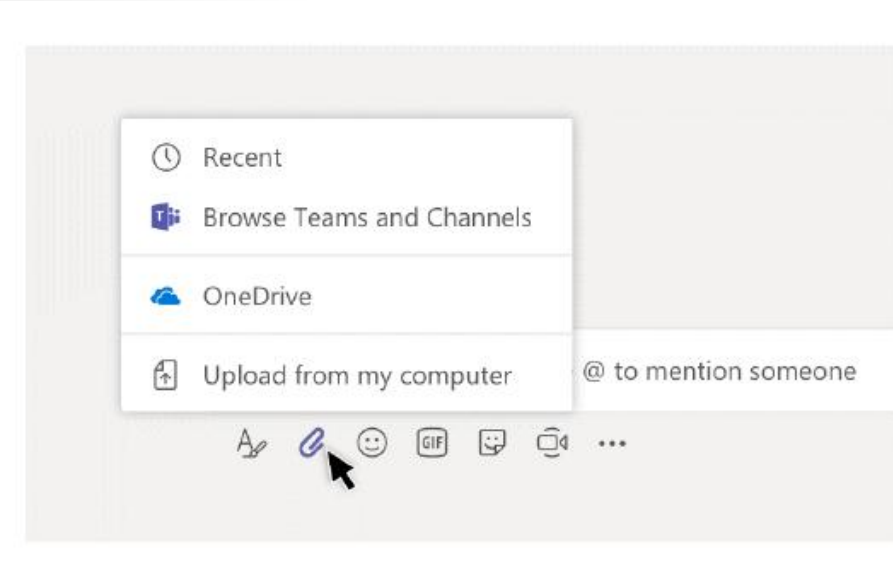 Recent
Browse Teams and Channels
OneDrive
Upload from my computer
@ to mention someone
GIF